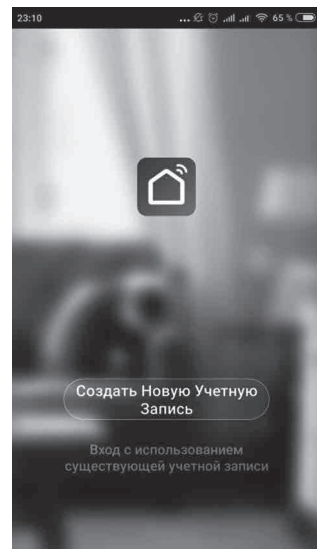 23:10 ... 65 %
Создать Новую Учетную
Запись
Вход с использованием
существующей учетной записи